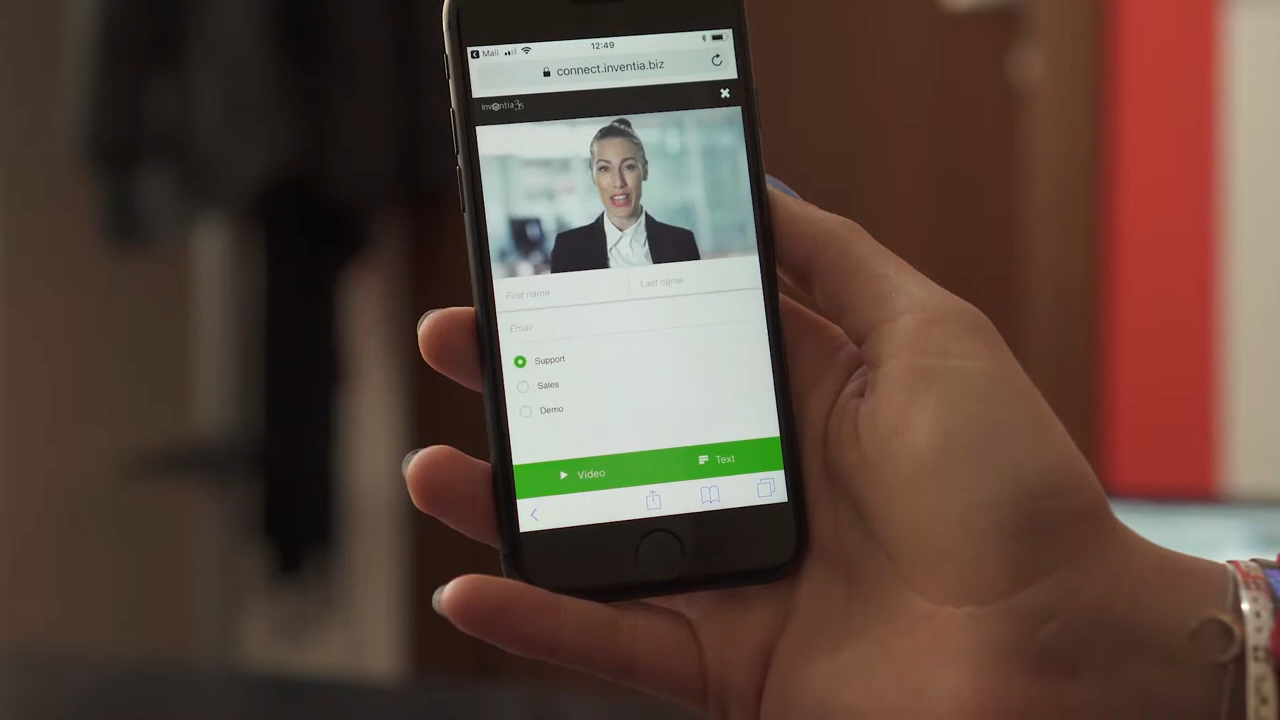 Mail 12:49
connect.inventia.biz
inventia
First name Last name
Email
Support
Sales
Demo
Video Text